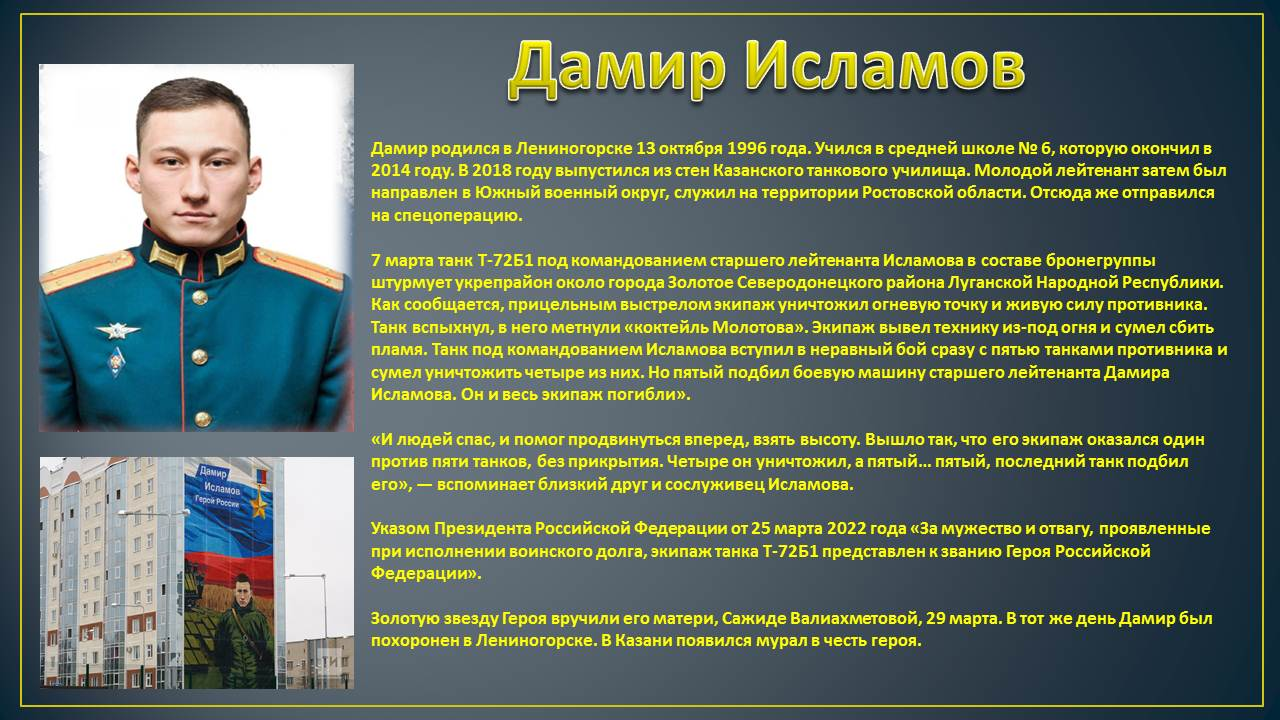 Дамир Исламов
Дамир родился в Лениногорске 13 октября 1996 года. Учился в средней школе № 6, которую окончил в
2014 году. В 2018 году выпустился из стен Казанского танкового училища. Молодой лейтенант затем был
направлен в Южный военный округ, служил на территории Ростовской области. Отсюда же отправился
на спецоперацию.
7 марта танк Т-72Б1 под командованием старшего лейтенанта Исламова в составе бронегруппы
штурмует укрепрайон около города Золотое Северодонецкого района Луганской Народной Республики.
Как сообщается, прицельным выстрелом экипаж уничтожил огневую точку и живую силу противника.
Танк вспыхнул, в него метнули «коктейль Молотова». Экипаж вывел технику из-под огня и сумел сбить
пламя. Танк под командованием Исламова вступил в неравный бой сразу с пятью танками противника и
сумел уничтожить четыре из них. Но пятый подбил боевую машину старшего лейтенанта Дамира
Исламова. Он и весь экипаж погибли».
«И людей спас, и помог продвинуться вперед, взять высоту. Вышло так, что его экипаж оказался один
против пяти танков, без прикрытия. Четыре он уничтожил, а пятый… пятый, последний танк подбил
его», — вспоминает близкий друг и сослуживец Исламова.
Указом Президента Российской Федерации от 25 марта 2022 года «За мужество и отвагу, проявленные
при исполнении воинского долга, экипаж танка Т-72Б1 представлен к званию Героя Российской
Федерации».
Золотую звезду Героя вручили его матери, Сажиде Валиахметовой, 29 марта. В тот же день Дамир был
похоронен в Лениногорске. В Казани появился мурал в честь героя.
Дамир
Исламов
Герой России